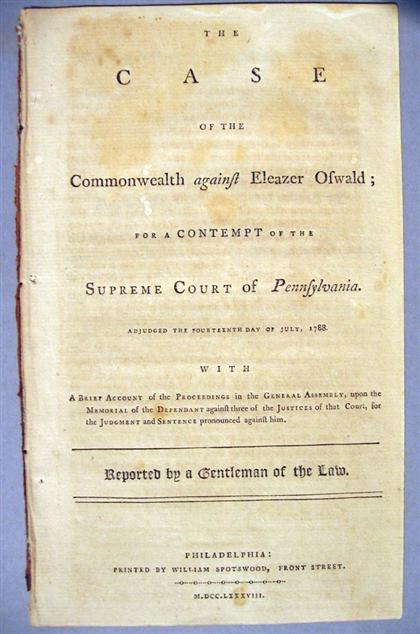 THE
CASE
OF THE
Commonwealth againſt Eleazer Oſwald;
FOR A CONTEMPT OF THE
SUPREME COURT of Pennſylvania.
ADJUDGED THE FOURTEENTH DAY OF JULY, 1788.
WITH
A BRIEF ACCOUNT of the PROCEEDINGS in the GENERAL ASSEMBLY, upon the
MEMORIAL of the DEFENDANT againſt three of the JUSTICES of that Court, for
the JUDGMENT and SENTENCE pronounced againſt him.
Reported by a Gentleman of the Law.
PHILADELPHIA:
PRINTED BY WILLIAM SPOTSWOOD, FRONT STREET.
M.DCC.LXXXVIII.